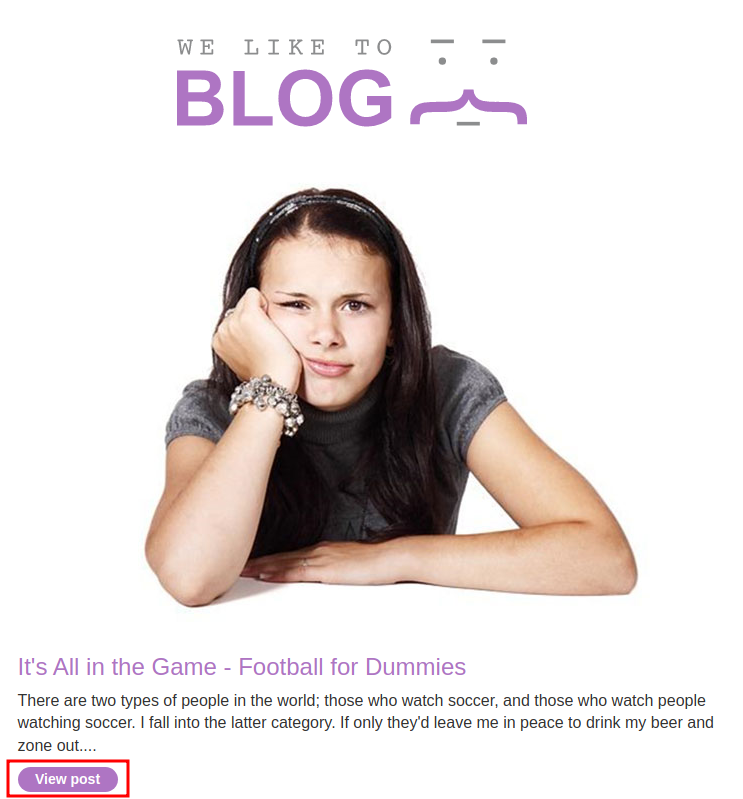 WE LIKE TO
BLOG
It's All in the Game - Football for Dummies
There are two types of people in the world; those who watch soccer, and those who watch people
watching soccer. I fall into the latter category. If only they'd leave me in peace to drink my beer and
zone out....
View post